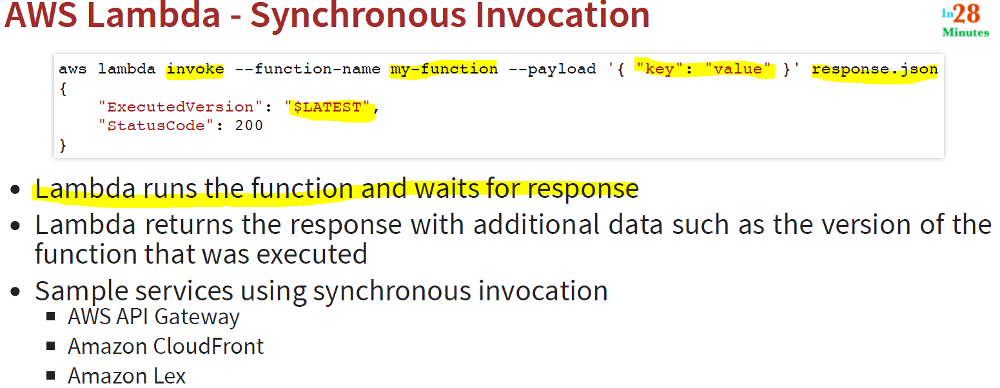 AWS Lambda - Synchronous Invocation
In28
Minutes
aws lambda invoke --function-name my-function --payload '{ "key": "value" }' response.json
{
    "ExecutedVersion": "$LATEST",
    "StatusCode": 200
}
• Lambda runs the function and waits for response
• Lambda returns the response with additional data such as the version of the
function that was executed
• Sample services using synchronous invocation
▪ AWS API Gateway
▪ Amazon CloudFront
▪ Amazon Lex